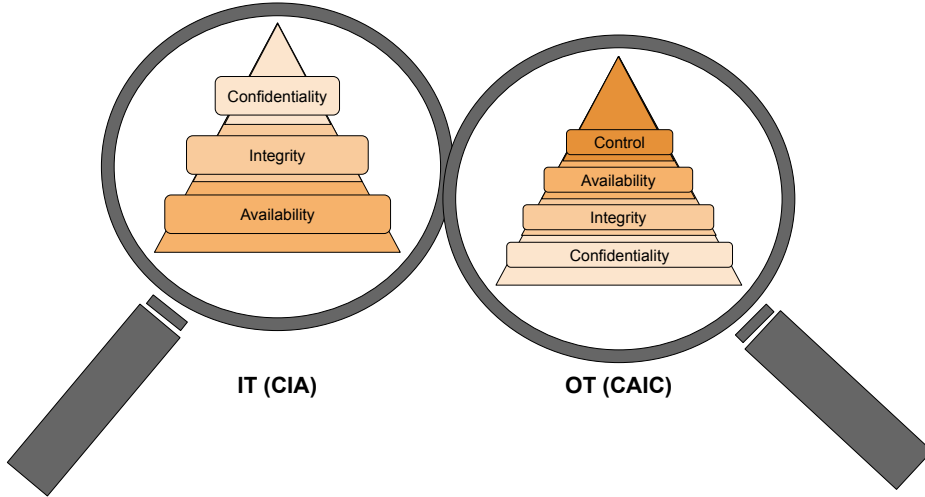 Confidentiality
Integrity
Availability
IT (CIA)
Control
Availability
Integrity
Confidentiality
OT (CAIC)